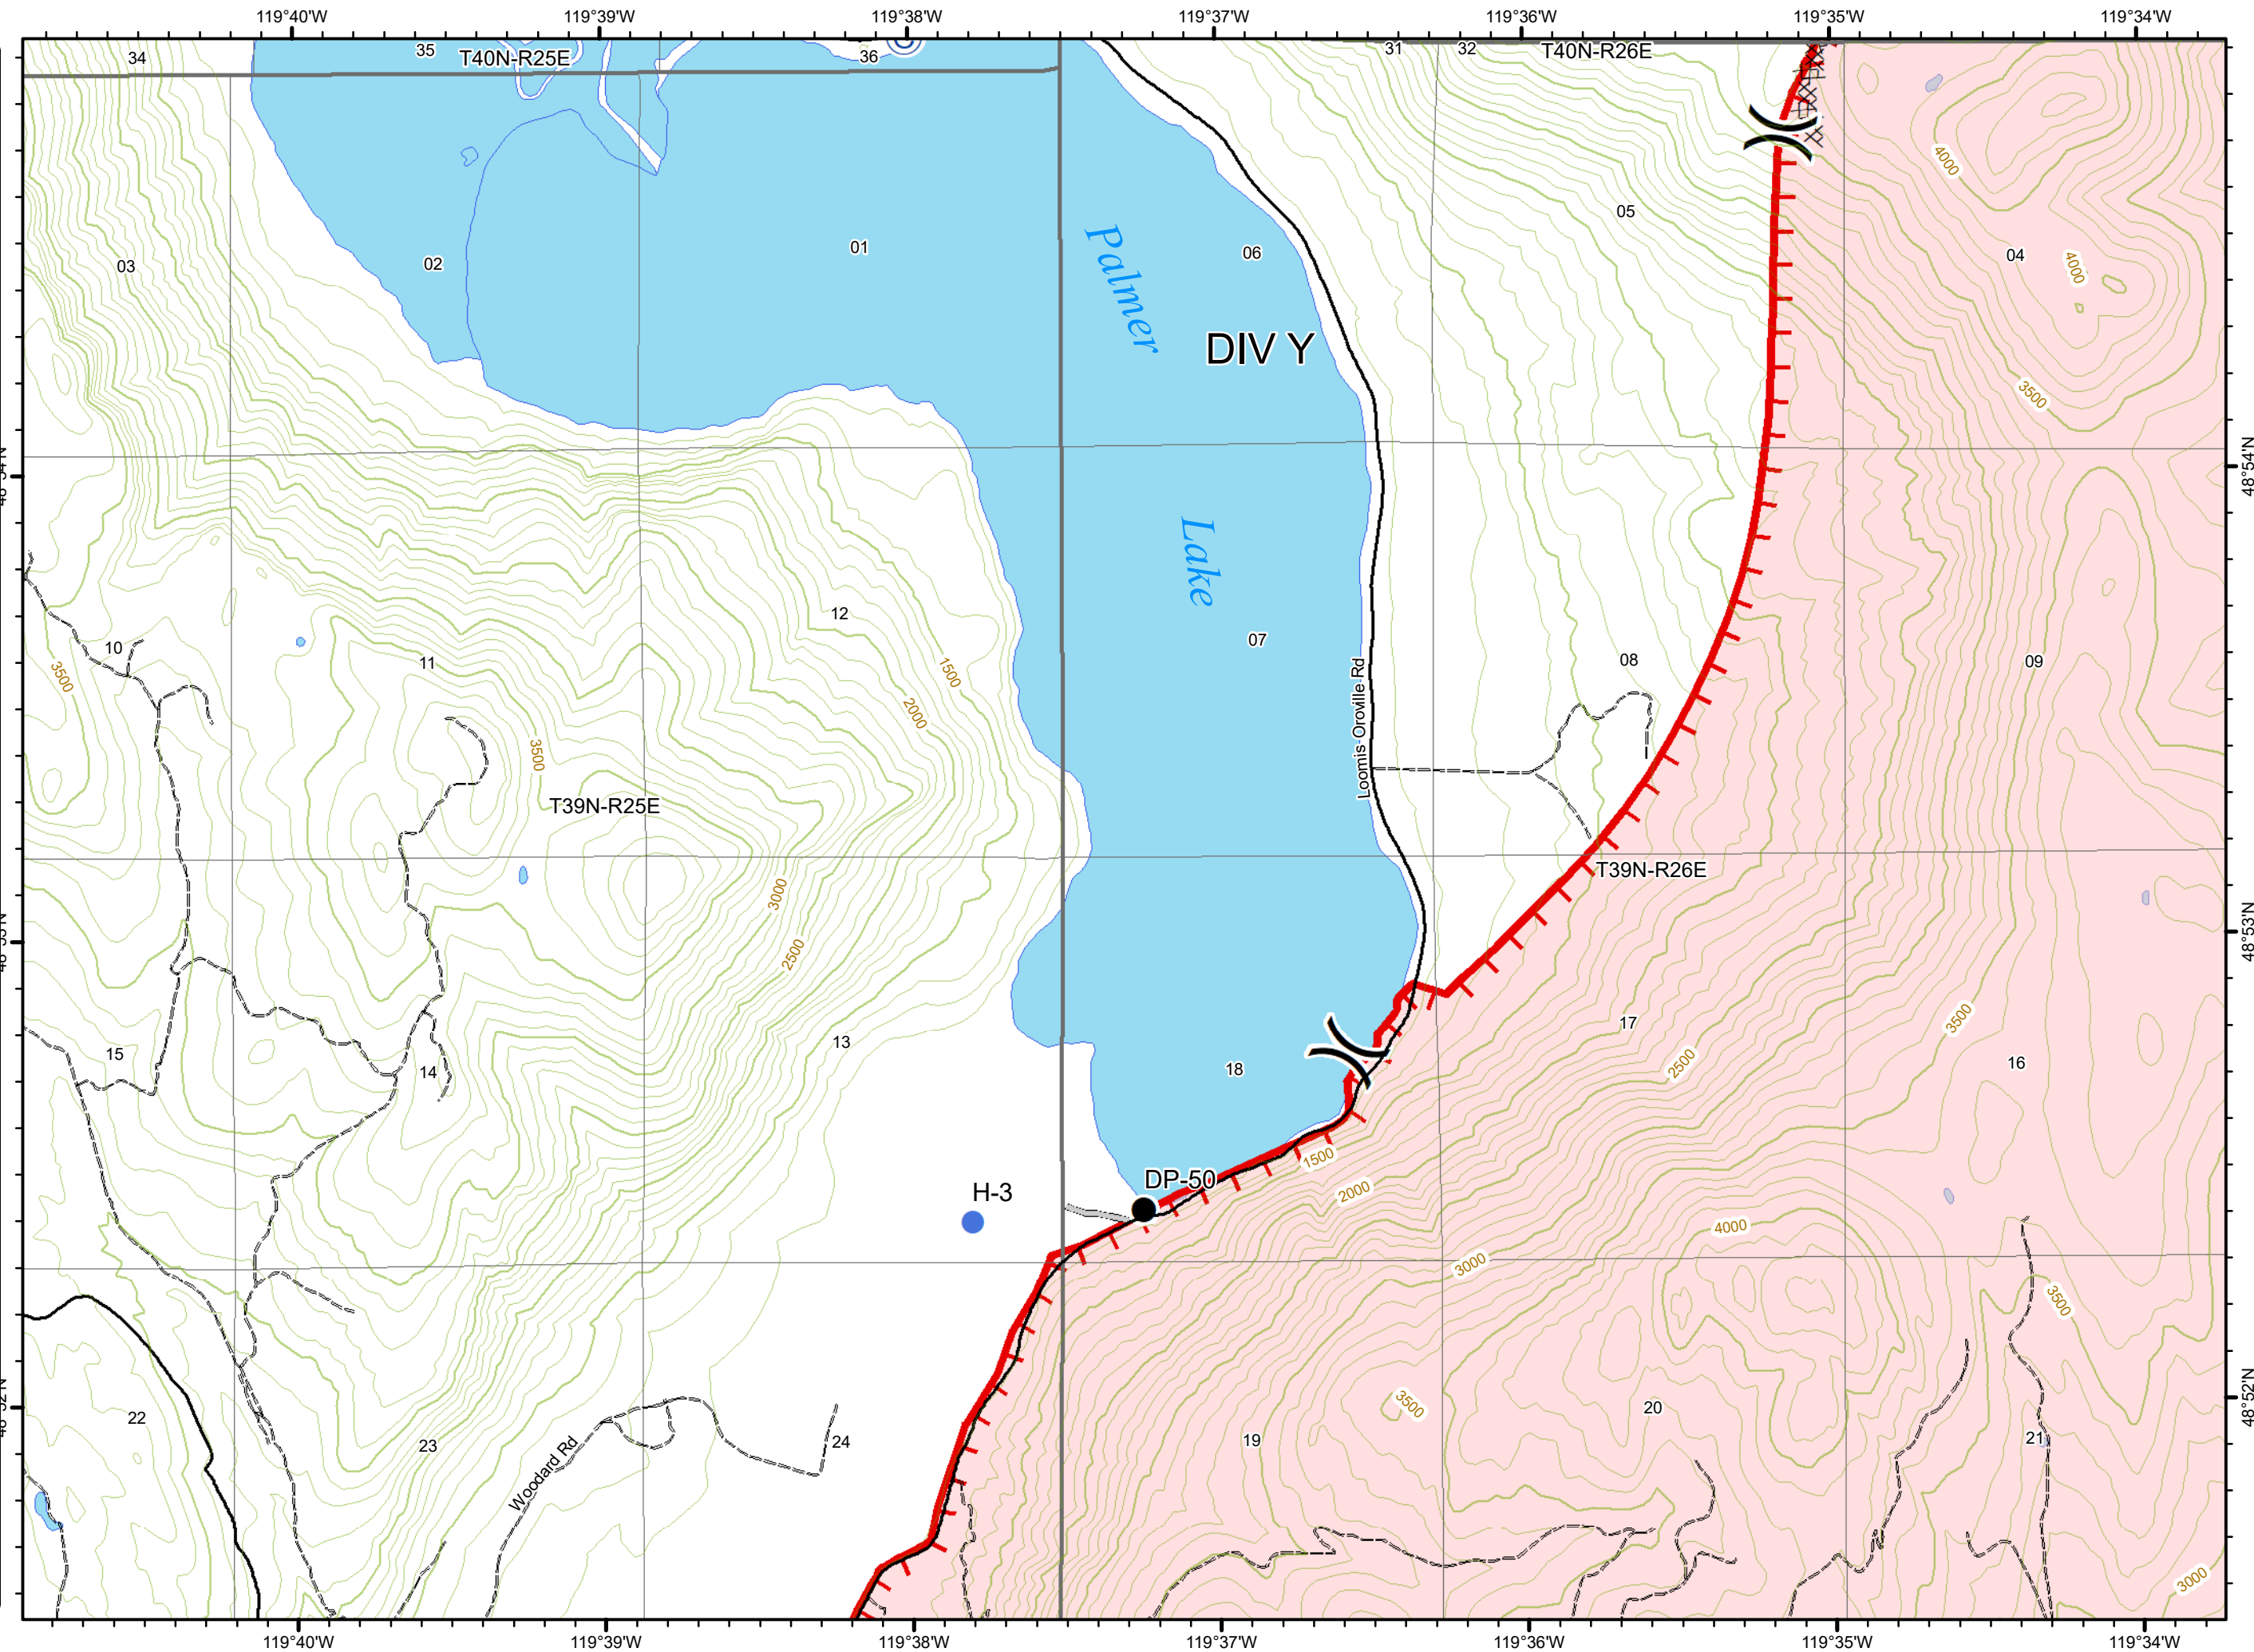 119°40'W 119°39'W 119°38'W 119°37'W 119°36'W 119°35'W 119°34'W
34 35 T40N-R25E 36 31 32 T40N-R26E
4000
05
03 02 01 06 04
4000
Palmer
DIV Y
3500
48°54'N
Lake
12
07
10 11 08 09
3500 1500
2000
3500
Loomis-Oroville Rd
T39N-R25E
T39N-R26E
3000
2500
48°53'N
17
3500
15 14 13 18 16
2500
1500
DP-50
2000
H-3
4000
3000
3500
48°52'N
3500
22 23 24 19 20 21
Woodard Rd
3000
119°40'W 119°39'W 119°38'W 119°37'W 119°36'W 119°35'W 119°34'W